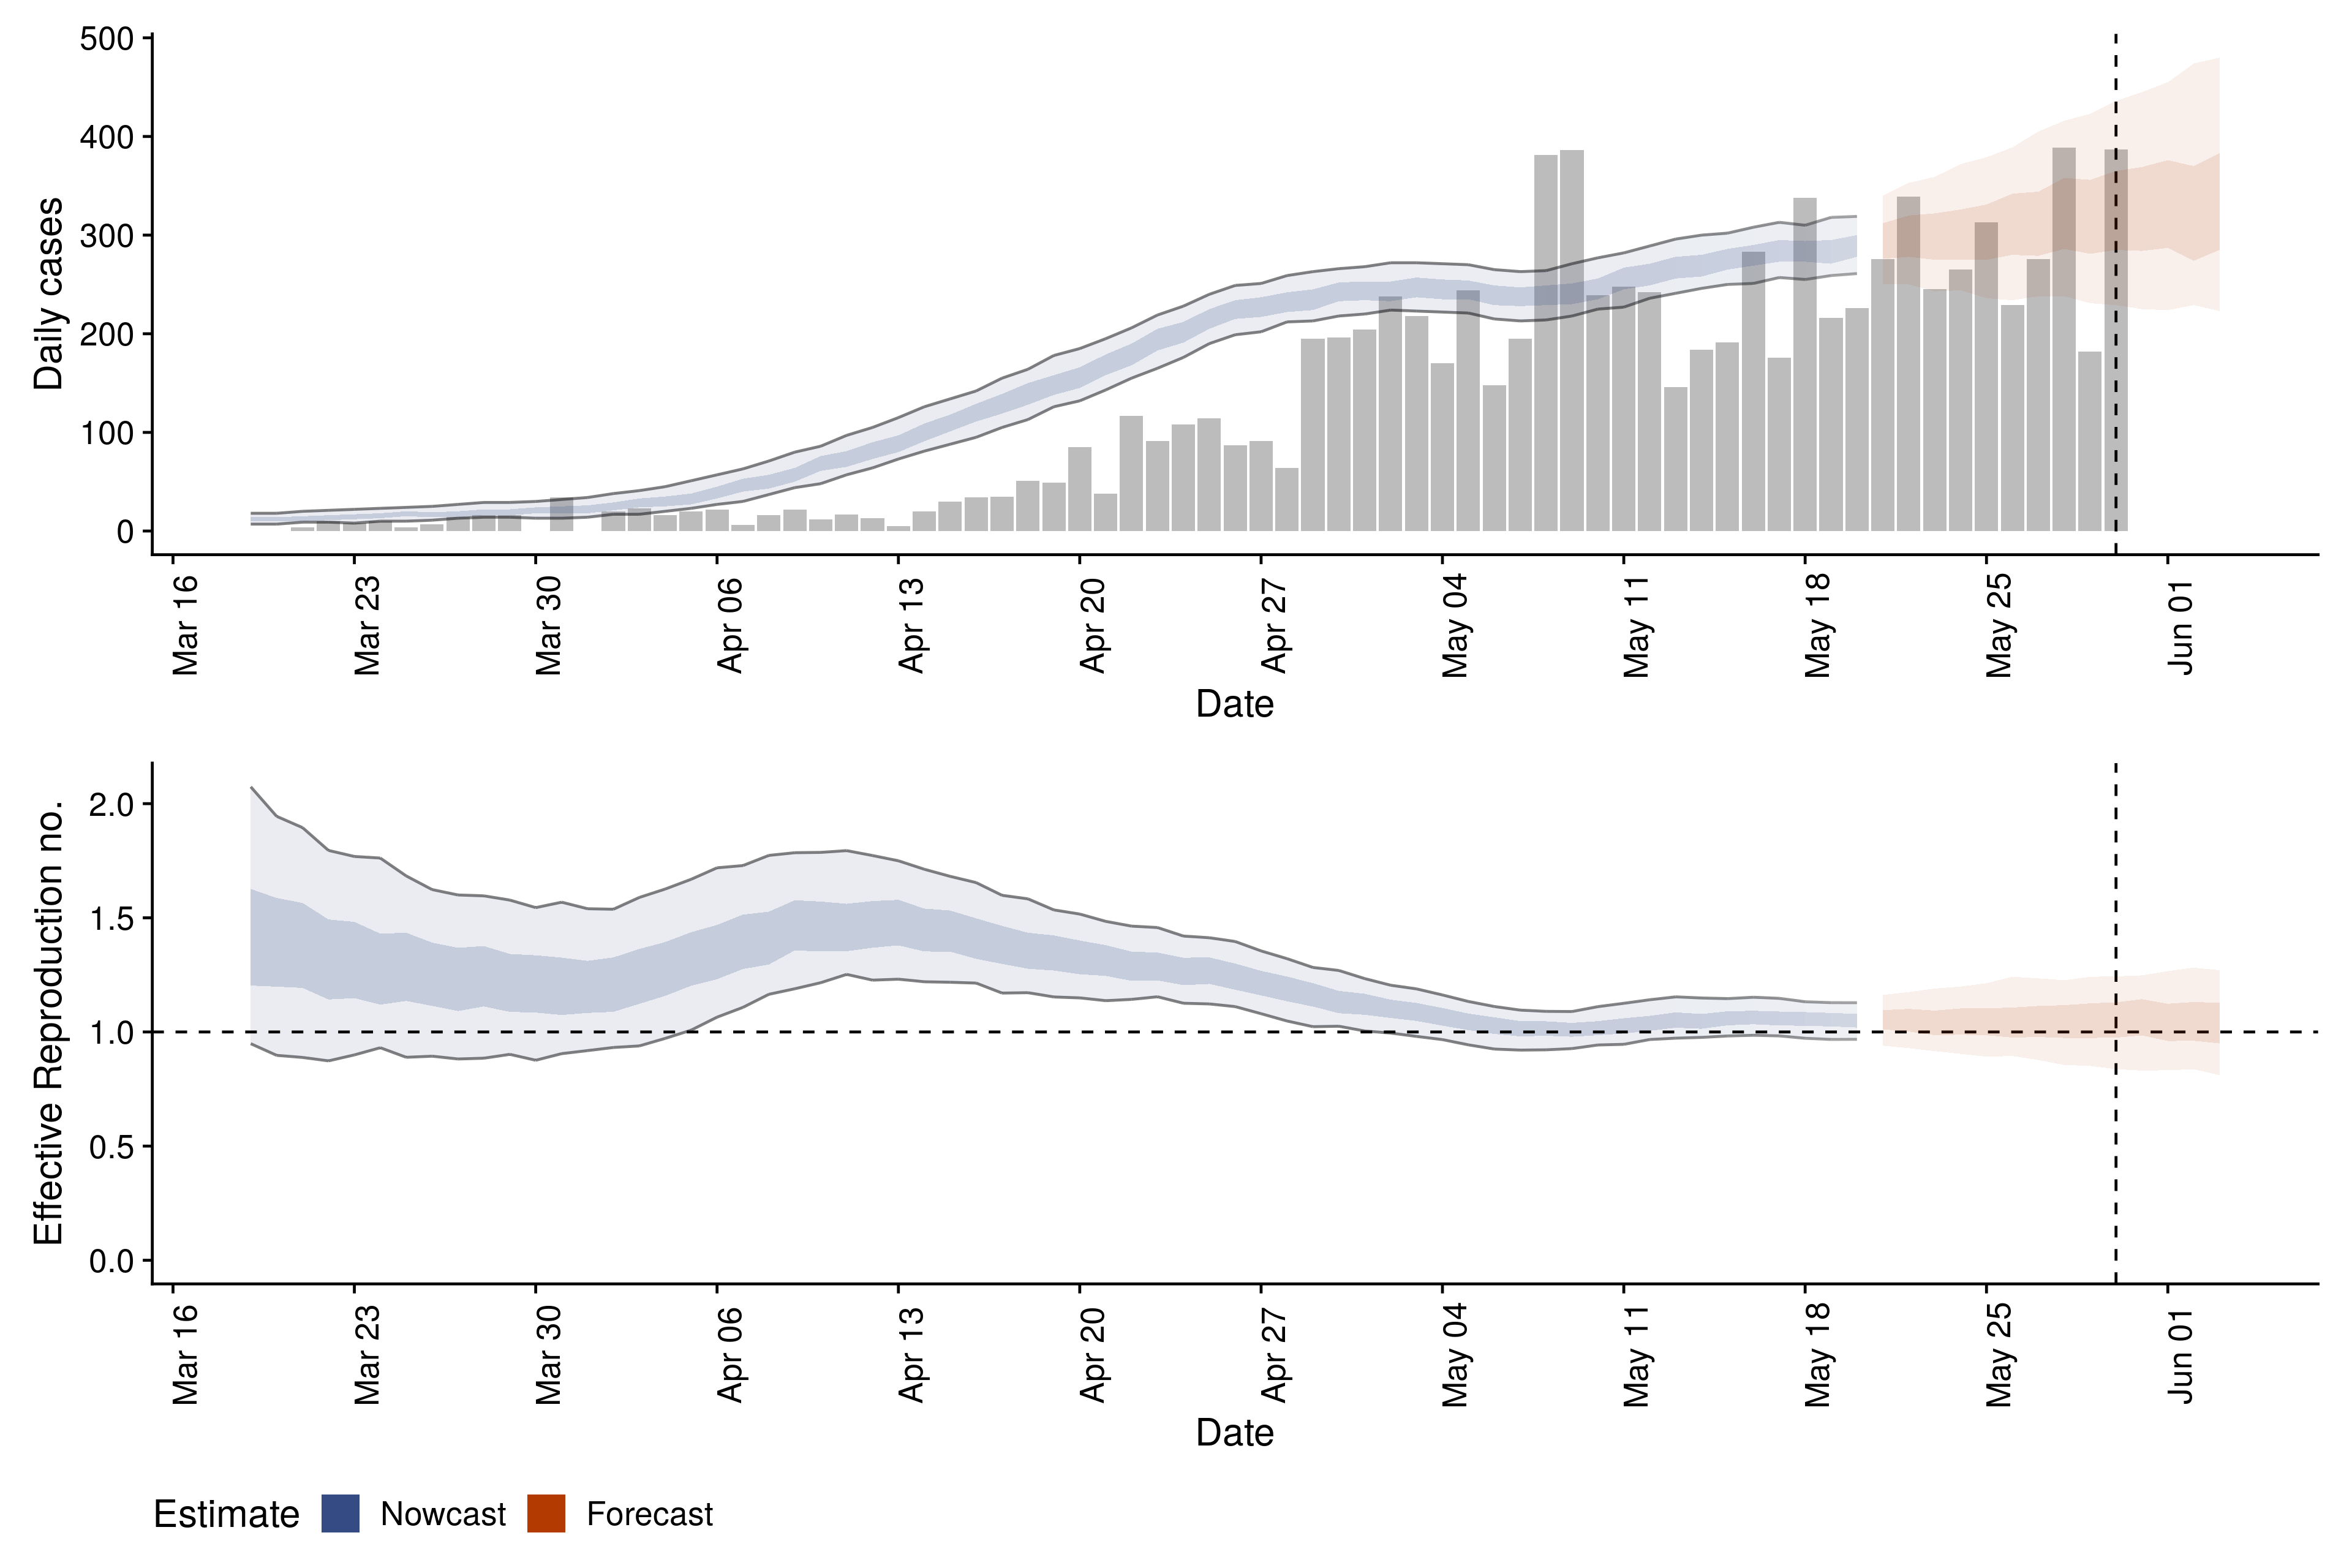 Daily cases
500
400
300
200
100
0
Mar 16
Mar 23
Mar 30
Apr 06
Apr 13
Apr 20
Apr 27
May 04
May 11
May 18
May 25
Jun 01
Date
Effective Reproduction no.
2.0
1.5
1.0
0.5
0.0
Mar 16
Mar 23
Mar 30
Apr 06
Apr 13
Apr 20
Apr 27
May 04
May 11
May 18
May 25
Jun 01
Date
Estimate Nowcast Forecast